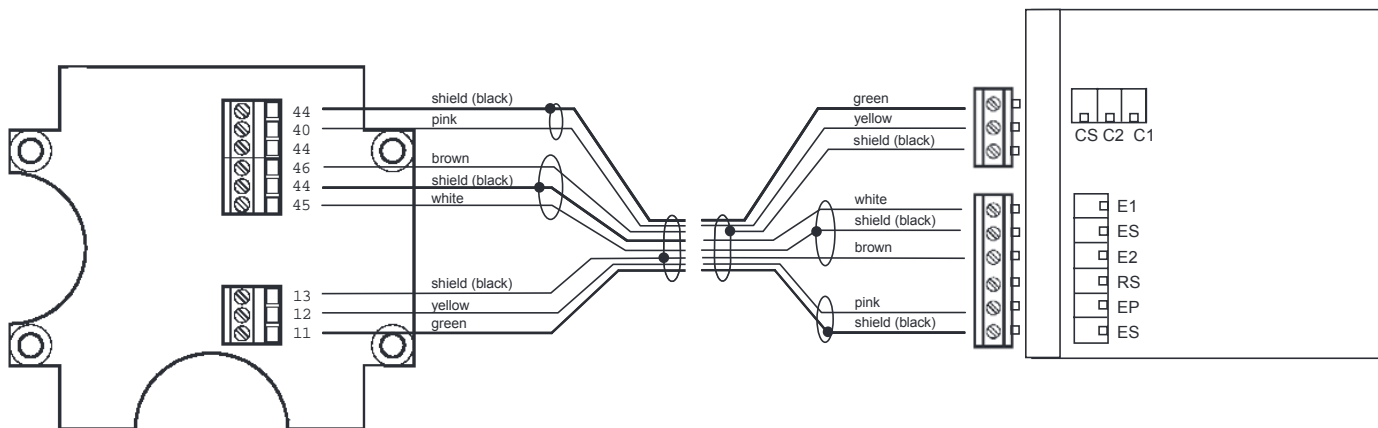 44
40
44
46
44
45
13
12
11
shield (black)
pink
brown
shield (black)
white
shield (black)
yellow
green
green
yellow
shield (black)
white
shield (black)
brown
pink
shield (black)
CS C2 C1
E1
ES
E2
RS
EP
ES